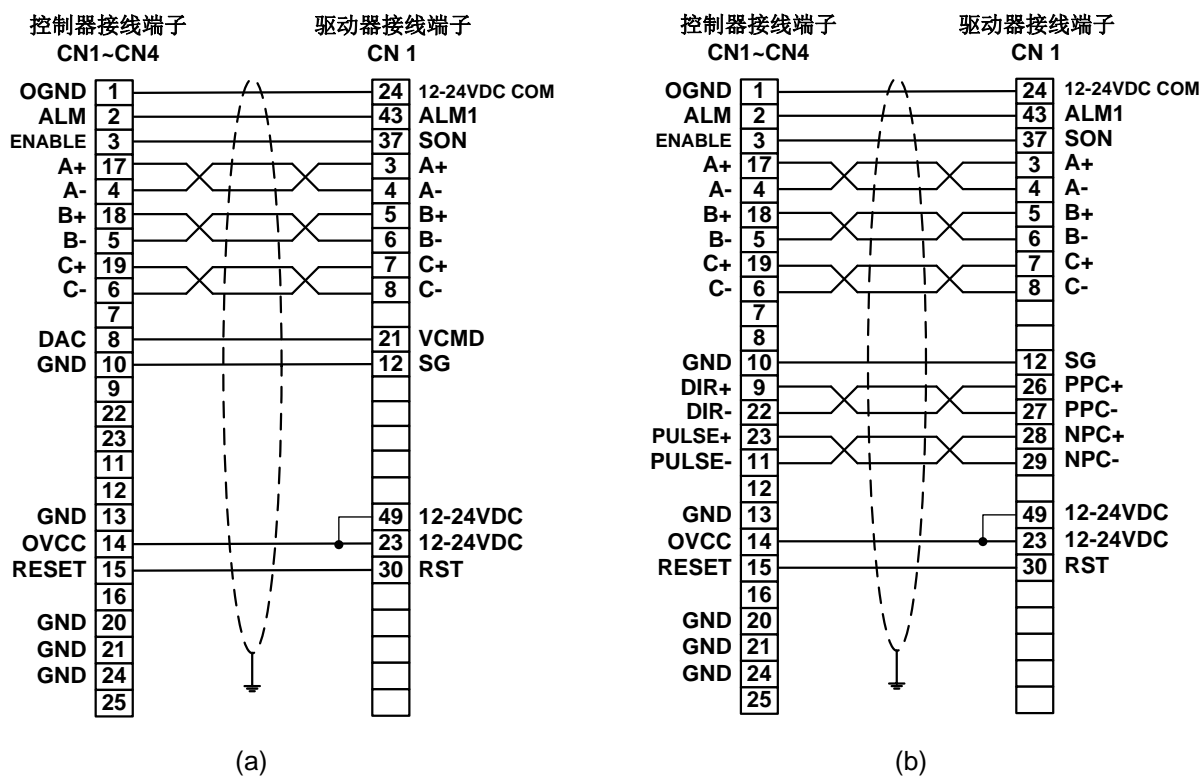 控制器接线端子 驱动器接线端子
CN1~CN4 CN 1
OGND 1 24 12-24VDC COM
ALM 2 43 ALM1
ENABLE 3 37 SON
A+ 17 3 A+
A- 4 4 A-
B+ 18 5 B+
B- 5 6 B-
C+ 19 7 C+
C- 6 8 C-
7
DAC 8 21 VCMD
GND 10 12 SG
9
22
23
11
12
GND 13 49 12-24VDC
OVCC 14 23 12-24VDC
RESET 15 30 RST
16
GND 20
GND 21
GND 24
25
(a)
控制器接线端子 驱动器接线端子
CN1~CN4 CN 1
OGND 1 24 12-24VDC COM
ALM 2 43 ALM1
ENABLE 3 37 SON
A+ 17 3 A+
A- 4 4 A-
B+ 18 5 B+
B- 5 6 B-
C+ 19 7 C+
C- 6 8 C-
7
8
GND 10 12 SG
DIR+ 9 26 PPC+
DIR- 22 27 PPC-
PULSE+ 23 28 NPC+
PULSE- 11 29 NPC-
12
GND 13 49 12-24VDC
OVCC 14 23 12-24VDC
RESET 15 30 RST
16
GND 20
GND 21
GND 24
25
(b)